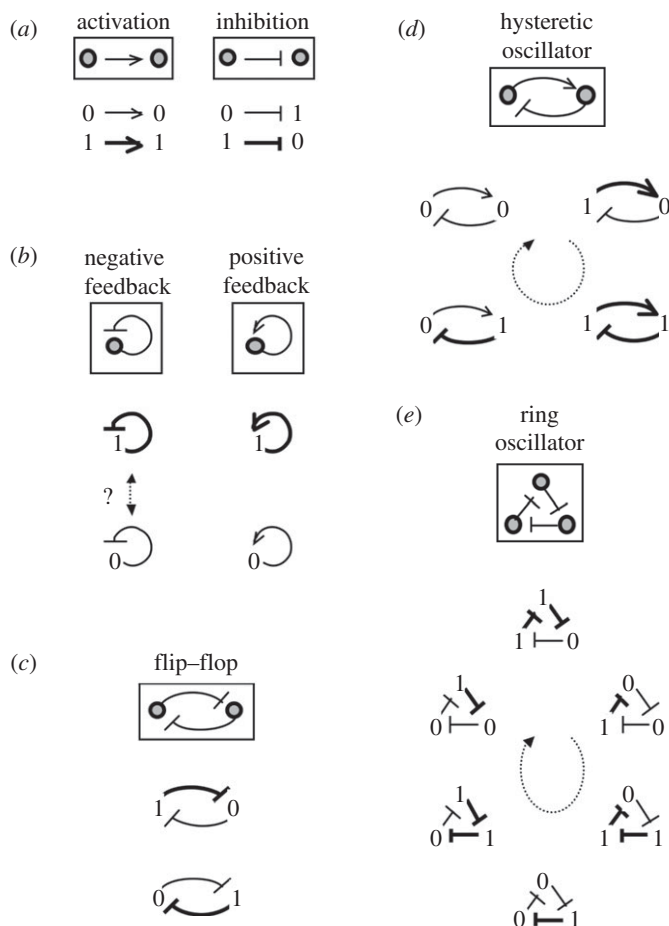 (a)
activation inhibition
0 0 0 1
1 1 1 0
(b)
negative positive
feedback feedback
1 1
?
0 0
(c)
flip–flop
1 0
0 1
(d)
hysteretic
oscillator
0 0 1 0
0 1 1 1
(e)
ring
oscillator
1
1 0
1 0
0 0 1 0
1 0
0 1 1 1
0
0 1